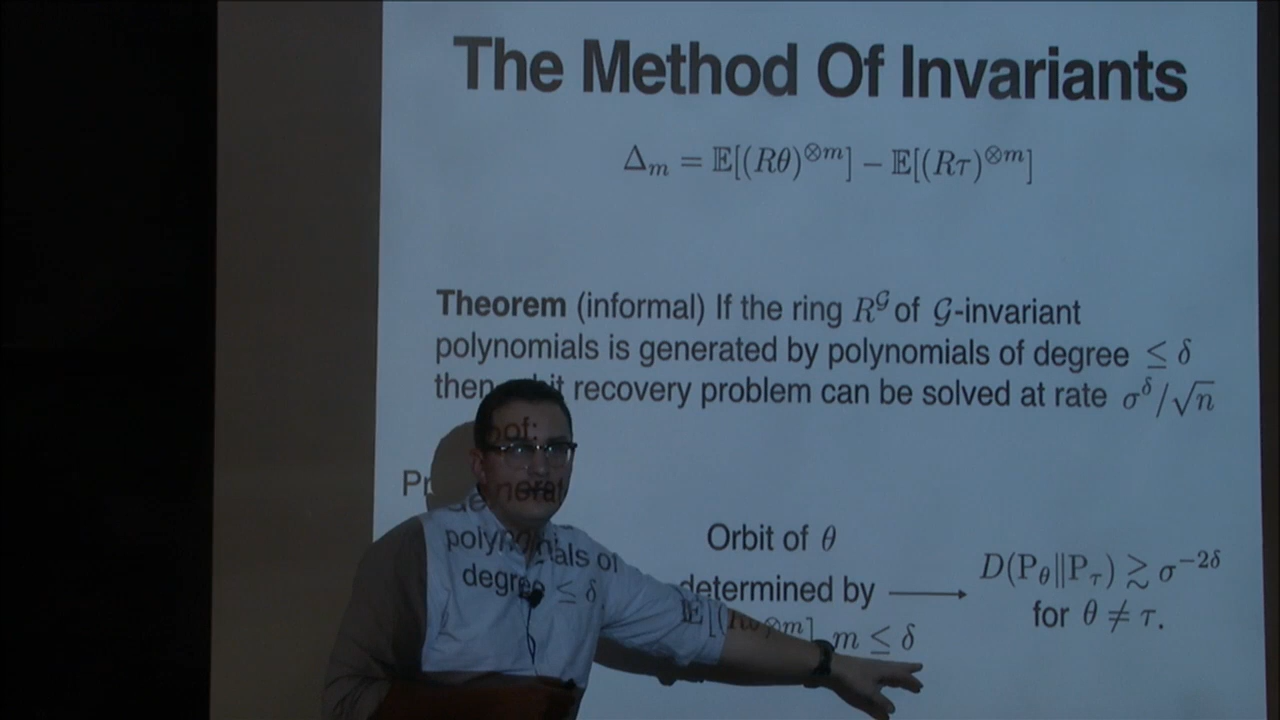 The Method Of Invariants
Δ_m = 𝔼[(Rθ)^{⊗m}] − 𝔼[(Rτ)^{⊗m}]
Theorem (informal) If the ring R^𝒢 of 𝒢-invariant
polynomials is generated by polynomials of degree ≤ δ
then recovery problem can be solved at rate σ^δ/√n
polynomials of
degree ≤ δ
Orbit of θ
determined by
𝔼[(Rθ)^{⊗m}], m ≤ δ
D(P_θ‖P_τ) ≳ σ^{−2δ}
for θ ≠ τ.